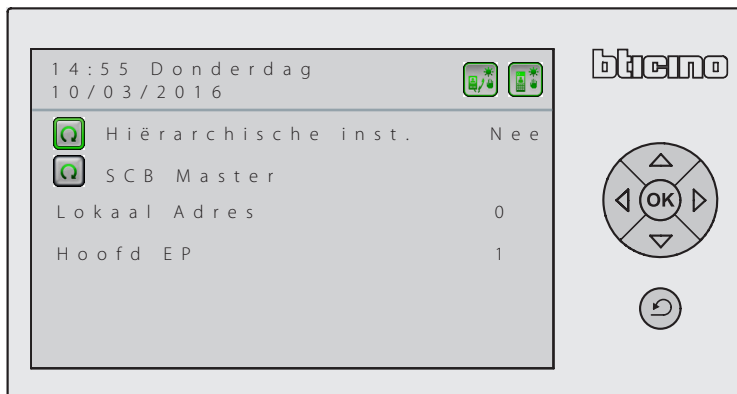 14:55 Donderdag
10/03/2016
bticino
Hiërarchische inst. Nee
SCB Master
Lokaal Adres 0
Hoofd EP 1
OK